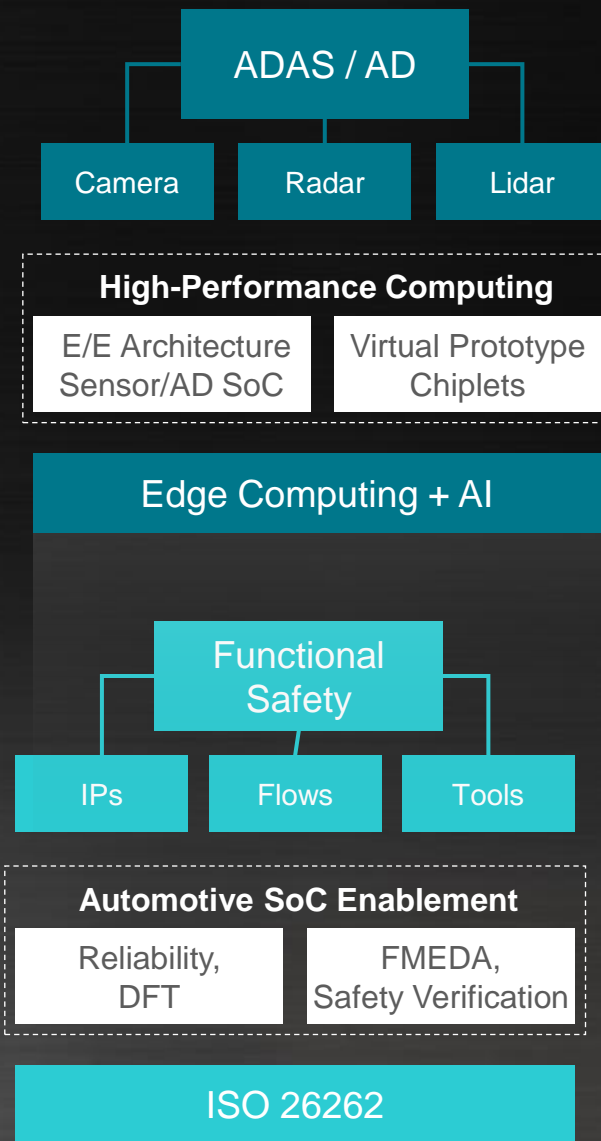 ADAS / AD
Camera
Radar
Lidar
High-Performance Computing
E/E Architecture
Sensor/AD SoC
Virtual Prototype
Chiplets
Edge Computing + AI
Functional
Safety
IPs
Flows
Tools
Automotive SoC Enablement
Reliability,
DFT
FMEDA,
Safety Verification
ISO 26262